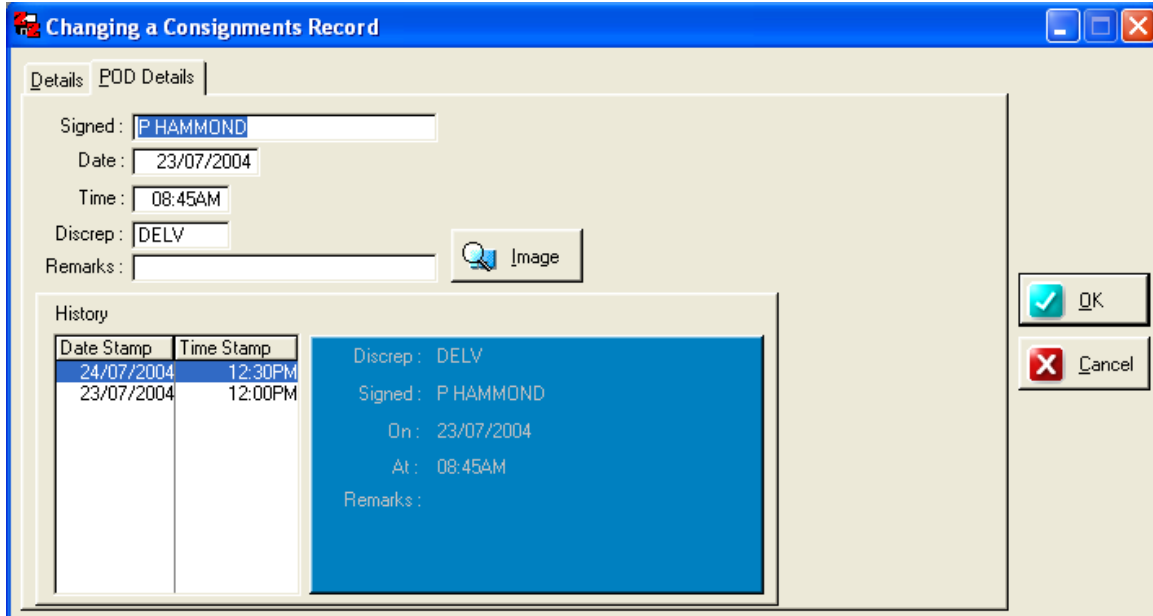 Changing a Consignments Record
Details POD Details
Signed : P HAMMOND
Date : 23/07/2004
Time : 08:45AM
Discrep : DELV
Remarks :
Image
OK
Cancel
History
Date Stamp Time Stamp
24/07/2004 12:30PM
23/07/2004 12:00PM
Discrep : DELV
Signed : P HAMMOND
On : 23/07/2004
At : 08:45AM
Remarks :